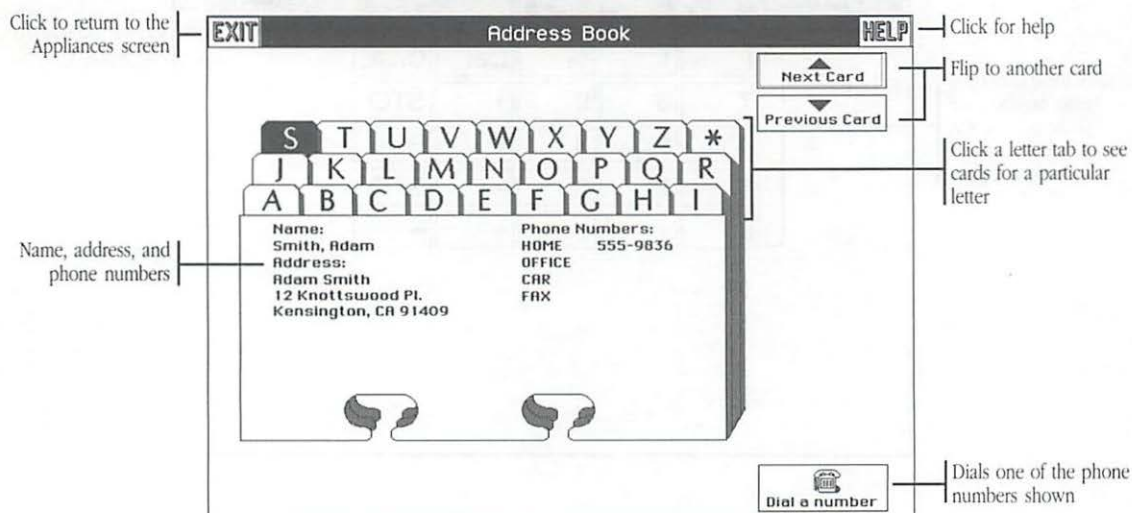 Click to return to the
Appliances screen
EXIT
Address Book
HELP
Click for help
Next Card
Previous Card
Flip to another card
S T U V W X Y Z *
J K L M N O P Q R
A B C D E F G H I
Click a letter tab to see
cards for a particular
letter
Name, address, and
phone numbers
Name:
Smith, Adam
Address:
Adam Smith
12 Knottswood Pl.
Kensington, CA 91409
Phone Numbers:
HOME 555-9836
OFFICE
CAR
FAX
Dial a number
Dials one of the phone
numbers shown